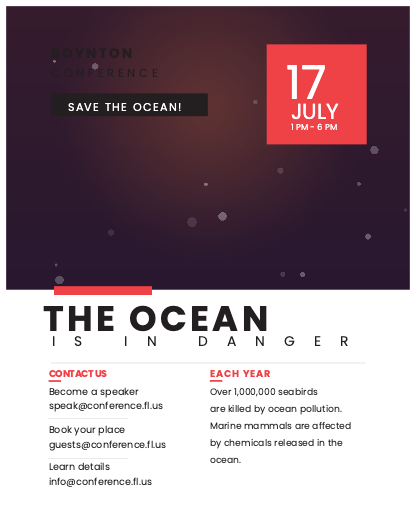 BOYNTON
CONFERENCE
SAVE THE OCEAN!
17
JULY
1 PM - 6 PM
THE OCEAN
IS IN DANGER
CONTACT US
Become a speaker
speak@conference.fl.us
Book your place
guests@conference.fl.us
Learn details
info@conference.fl.us
EACH YEAR
Over 1,000,000 seabirds
are killed by ocean pollution.
Marine mammals are affected
by chemicals released in the
ocean.